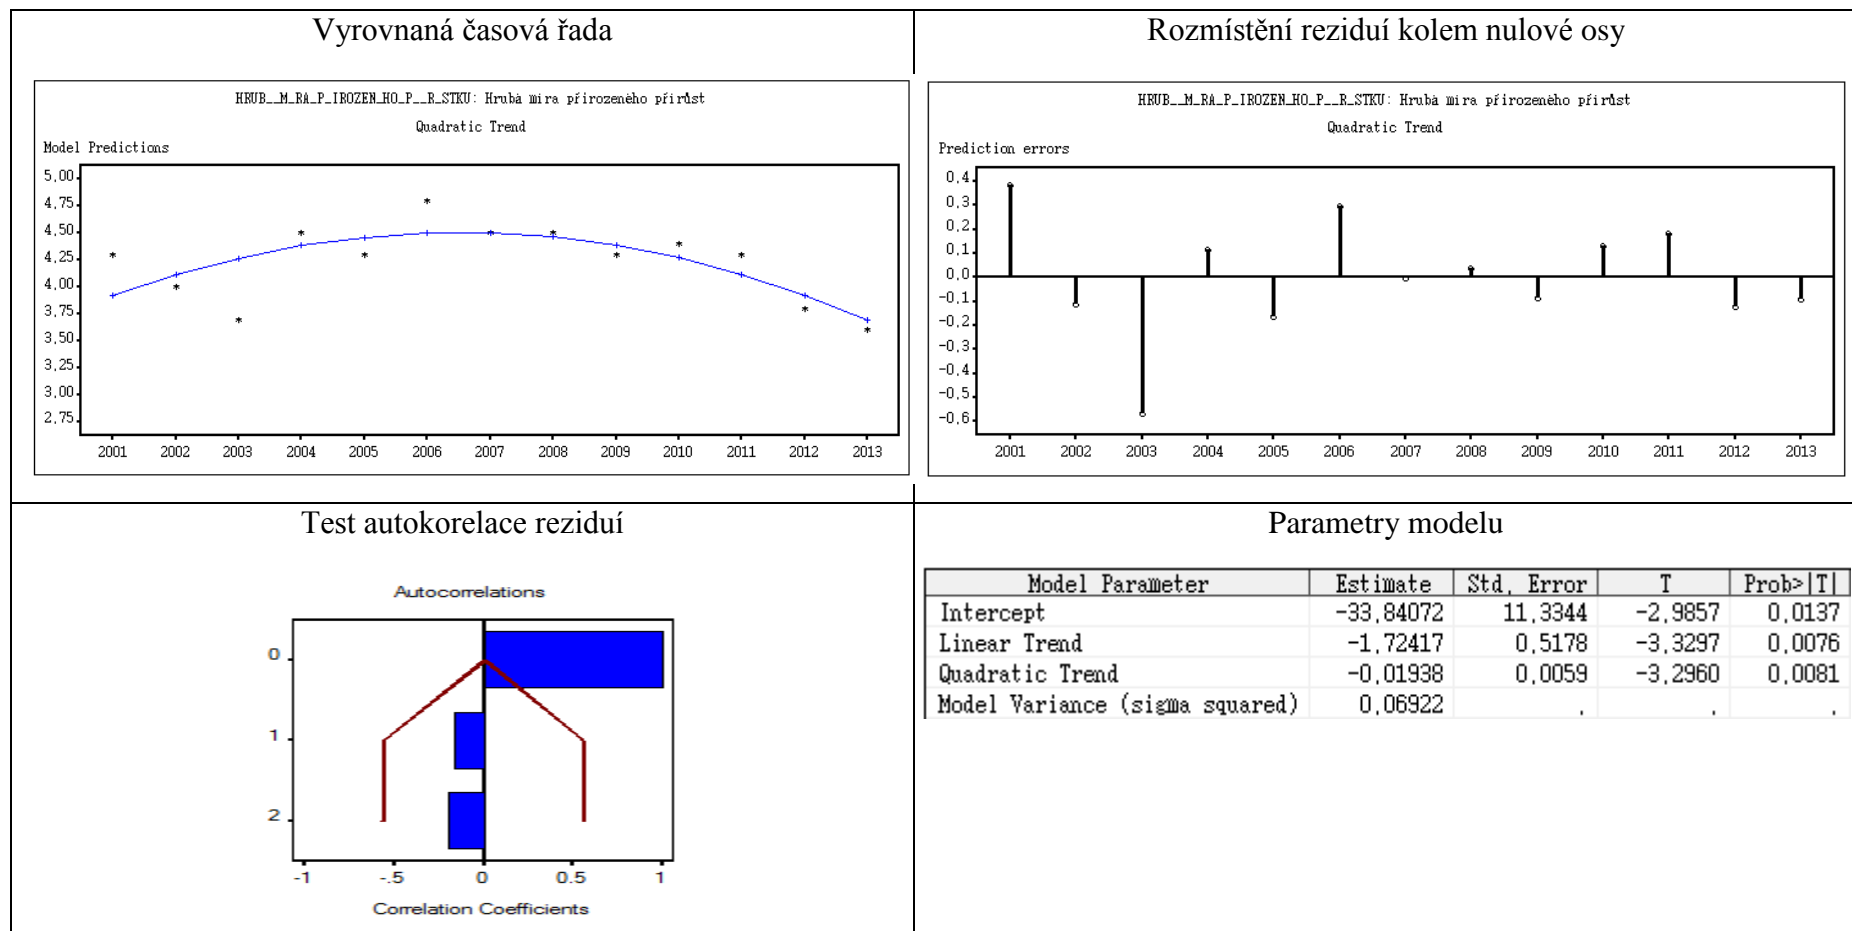 Vyrovnaná časová řada
Rozmístění reziduí kolem nulové osy
HRUB__M_RA_P_IROZEN_HO_P__R_STKU: Hrubá míra přirozeného přirůst
Quadratic Trend
Model Predictions
5,00
4,75
4,50
4,25
4,00
3,75
3,50
3,25
3,00
2,75
2001 2002 2003 2004 2005 2006 2007 2008 2009 2010 2011 2012 2013
HRUB__M_RA_P_IROZEN_HO_P__R_STKU: Hrubá míra přirozeného přirůst
Quadratic Trend
Prediction errors
0,4
0,3
0,2
0,1
0,0
-0,1
-0,2
-0,3
-0,4
-0,5
-0,6
2001 2002 2003 2004 2005 2006 2007 2008 2009 2010 2011 2012 2013
Test autokorelace reziduí
Autocorrelations
0
1
2
-1 -.5 0 0.5 1
Correlation Coefficients
Parametry modelu
Model Parameter Estimate Std. Error T Prob>|T|
Intercept -33,84072 11,3344 -2,9857 0,0137
Linear Trend -1,72417 0,5178 -3,3297 0,0076
Quadratic Trend -0,01938 0,0059 -3,2960 0,0081
Model Variance (sigma squared) 0,06922 . . .